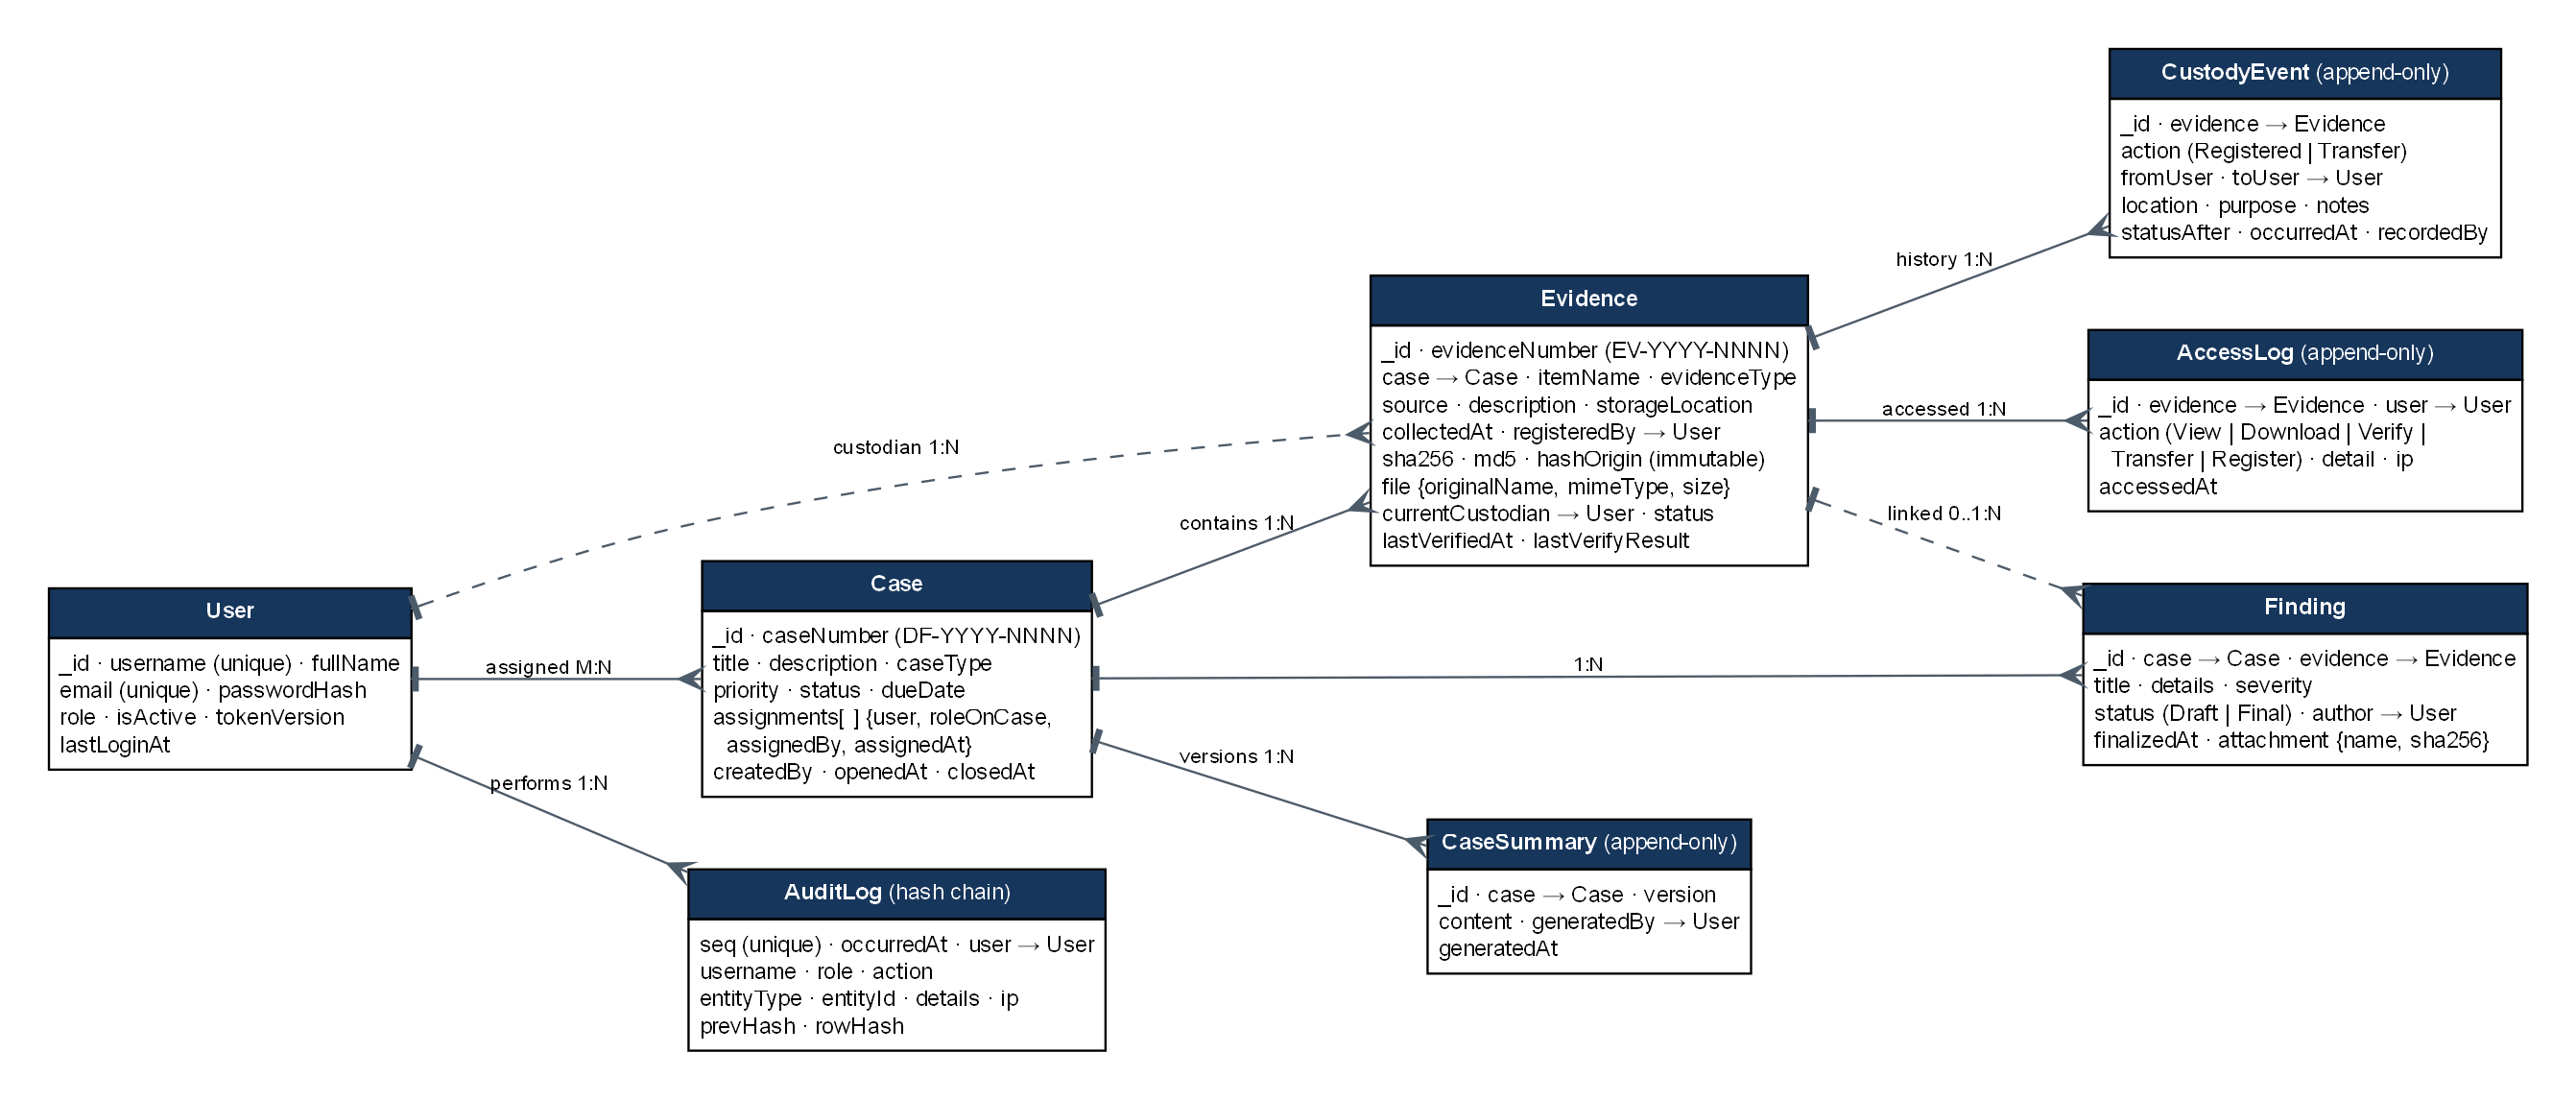 User
_id · username (unique) · fullName
email (unique) · passwordHash
role · isActive · tokenVersion
lastLoginAt
custodian 1:N
assigned M:N
performs 1:N
Case
_id · caseNumber (DF-YYYY-NNNN)
title · description · caseType
priority · status · dueDate
assignments[ ] {user, roleOnCase,
assignedBy, assignedAt}
createdBy · openedAt · closedAt
AuditLog (hash chain)
seq (unique) · occurredAt · user → User
username · role · action
entityType · entityId · details · ip
prevHash · rowHash
contains 1:N
1:N
versions 1:N
Evidence
_id · evidenceNumber (EV-YYYY-NNNN)
case → Case · itemName · evidenceType
source · description · storageLocation
collectedAt · registeredBy → User
sha256 · md5 · hashOrigin (immutable)
file {originalName, mimeType, size}
currentCustodian → User · status
lastVerifiedAt · lastVerifyResult
CaseSummary (append-only)
_id · case → Case · version
content · generatedBy → User
generatedAt
history 1:N
accessed 1:N
linked 0..1:N
CustodyEvent (append-only)
_id · evidence → Evidence
action (Registered | Transfer)
fromUser · toUser → User
location · purpose · notes
statusAfter · occurredAt · recordedBy
AccessLog (append-only)
_id · evidence → Evidence · user → User
action (View | Download | Verify |
Transfer | Register) · detail · ip
accessedAt
Finding
_id · case → Case · evidence → Evidence
title · details · severity
status (Draft | Final) · author → User
finalizedAt · attachment {name, sha256}